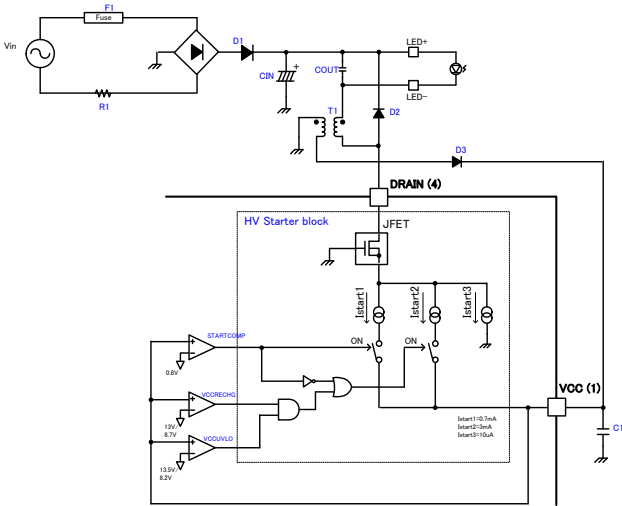 F1
Fuse
Vin
R1
D1
CIN
+
COUT
LED+
LED-
T1
D2
D3
DRAIN (4)
HV Starter block
JFET
Istart1
Istart2
Istart3
STARTCOMP
ON
ON
0.8V
VCCRECHG
13V/
8.7V
VCCUVLO
13.5V/
8.2V
VCC (1)
Istart1=0.7mA
Istart2=3mA
Istart3=10uA